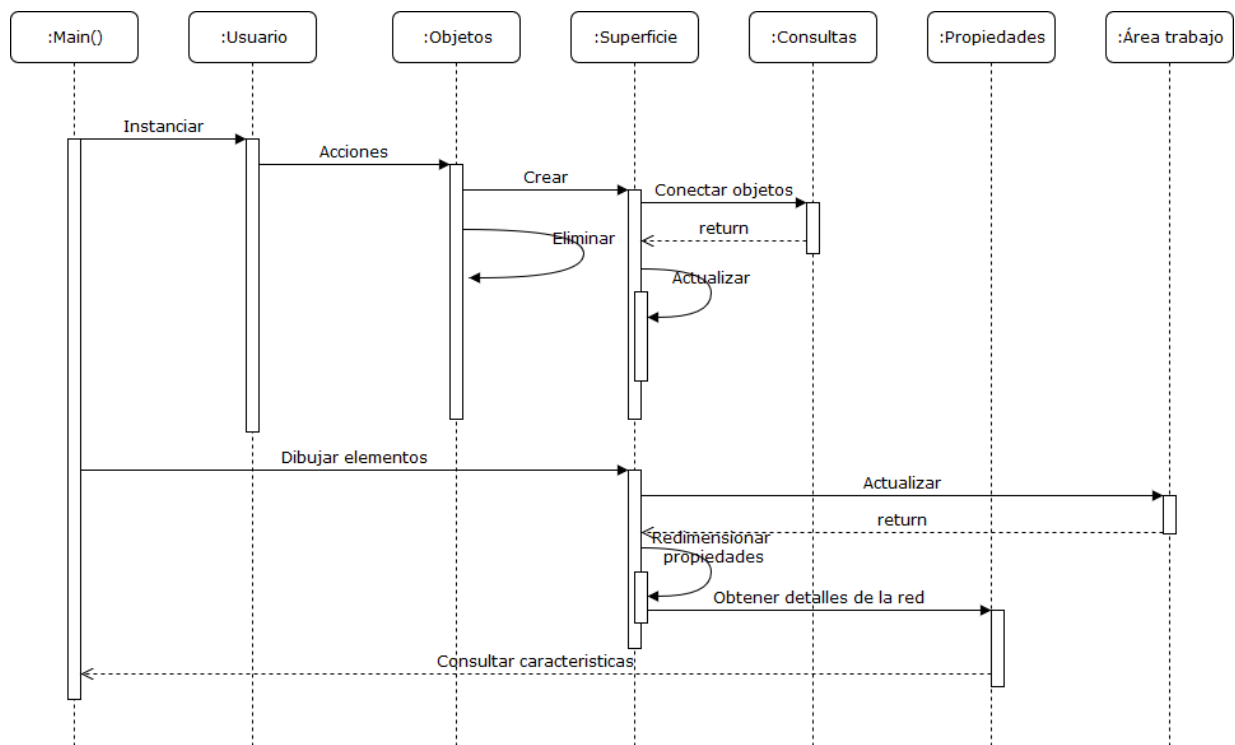 :Main()
:Usuario
:Objetos
:Superficie
:Consultas
:Propiedades
:Área trabajo
Instanciar
Acciones
Crear
Conectar objetos
return
Eliminar
Actualizar
Dibujar elementos
Actualizar
return
Redimensionar
propiedades
Obtener detalles de la red
Consultar caracteristicas